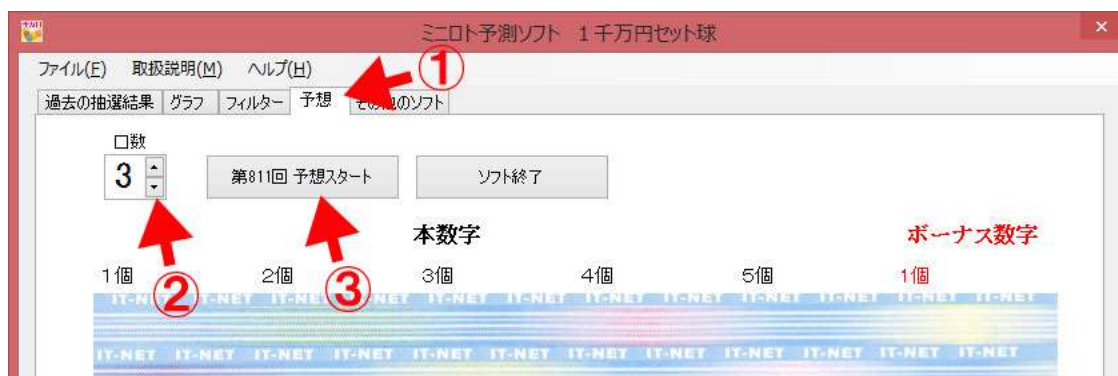 ミニロト予測ソフト 1千万円セット球
ファイル(F) 取扱説明(M) ヘルプ(H)
①
過去の抽選結果 グラフ フィルター 予想 その他のソフト
口数
3 第811回 予想スタート ソフト終了
本数字 ボーナス数字
② ③
1個 2個 3個 4個 5個 1個
IT-NET IT-NET IT-NET IT-NET IT-NET IT-NET IT-NET IT-NET IT-NET IT-NET IT-NET
IT-NET IT-NET IT-NET IT-NET IT-NET IT-NET IT-NET IT-NET IT-NET IT-NET IT-NET IT-NET